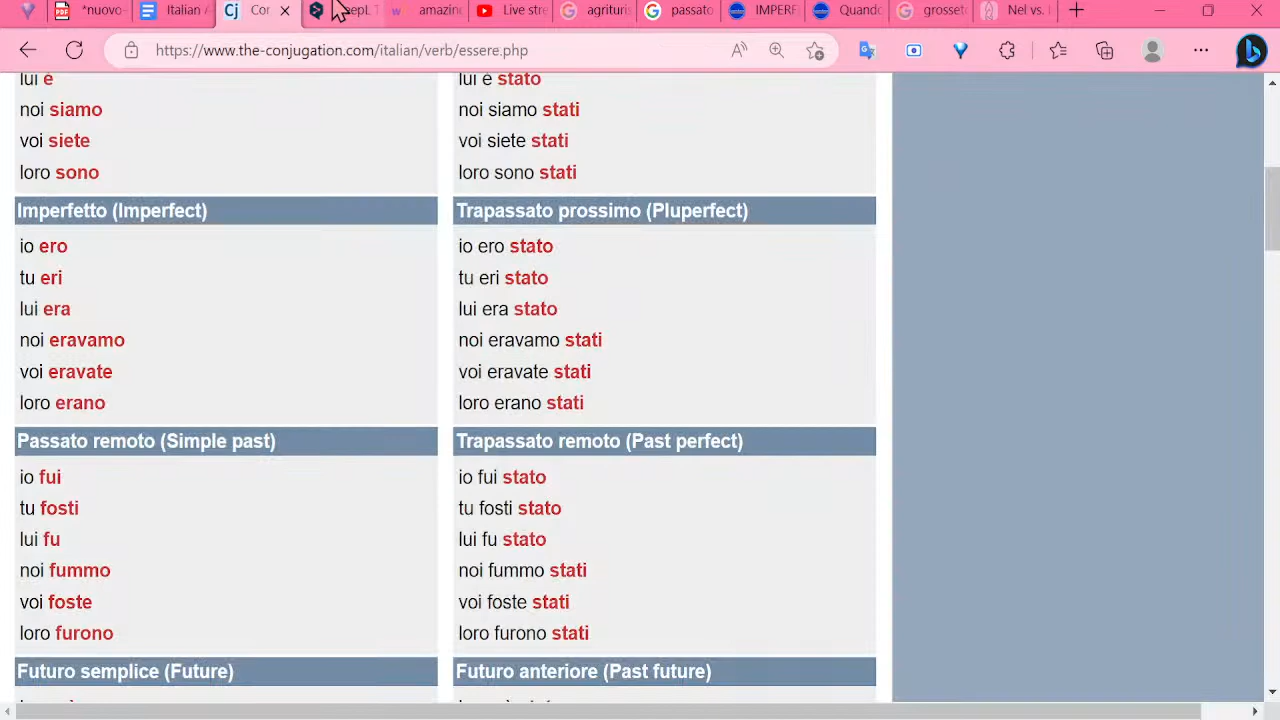 *nuovo-
Italian A
Cj Cor
eepL T
w amazin
Live stre
agrituris
passato
IMPERF
Quando
grosset
Nel vs. I
https://www.the-conjugation.com/italian/verb/essere.php
lui è
noi siamo
voi siete
loro sono
Imperfetto (Imperfect)
io ero
tu eri
lui era
noi eravamo
voi eravate
loro erano
Passato remoto (Simple past)
io fui
tu fosti
lui fu
noi fummo
voi foste
loro furono
Futuro semplice (Future)
lui è stato
noi siamo stati
voi siete stati
loro sono stati
Trapassato prossimo (Pluperfect)
io ero stato
tu eri stato
lui era stato
noi eravamo stati
voi eravate stati
loro erano stati
Trapassato remoto (Past perfect)
io fui stato
tu fosti stato
lui fu stato
noi fummo stati
voi foste stati
loro furono stati
Futuro anteriore (Past future)